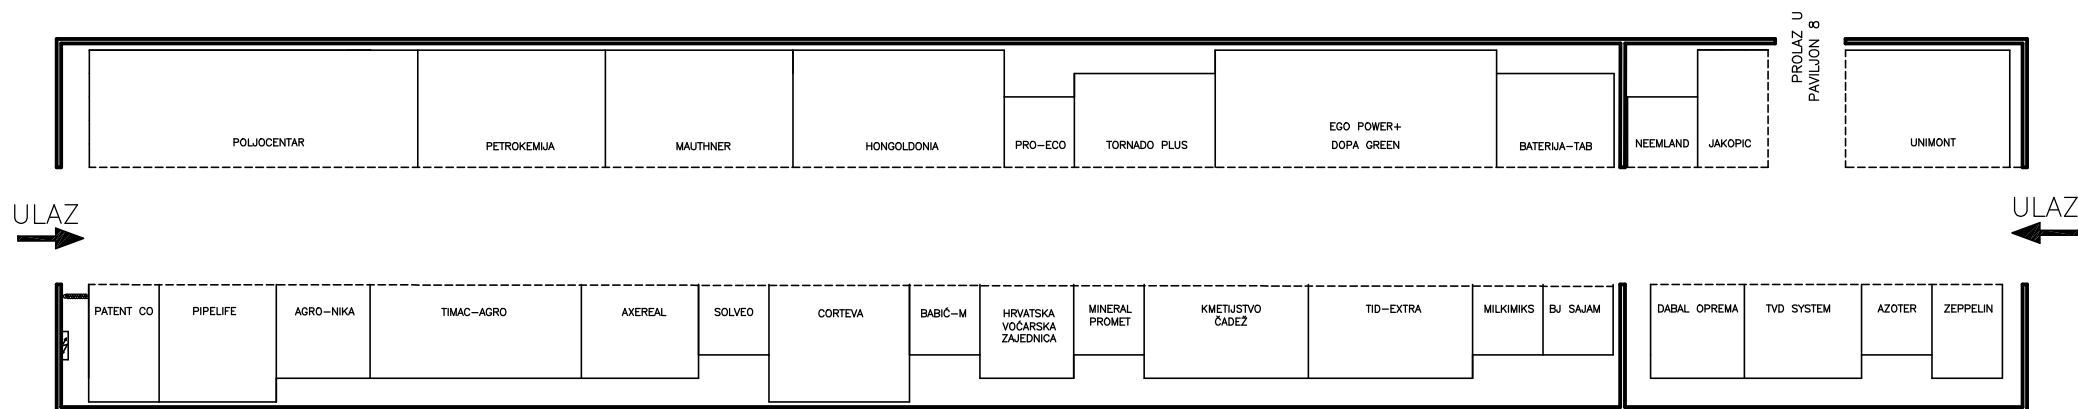 PROLAZ U
PAVILJON 8
POLJOCENTAR
PETROKEMIJA
MAUTHNER
HONGOLDONIA
PRO-ECO
TORNADO PLUS
EGO POWER+
DOPA GREEN
BATERIJA-TAB
NEEMLAND
JAKOPIC
UNIMONT
ULAZ
ULAZ
PATENT CO
PIPELIFE
AGRO-NIKA
TIMAC-AGRO
AXEREAL
SOLVEO
CORTEVA
BABIĆ-M
HRVATSKA
VOĆARSKA
ZAJEDNICA
MINERAL
PROMET
KMETIJSTVO
ČADEŽ
TID-EXTRA
MILKIMIKS
BJ SAJAM
DABAL OPREMA
TVD SYSTEM
AZOTER
ZEPPELIN